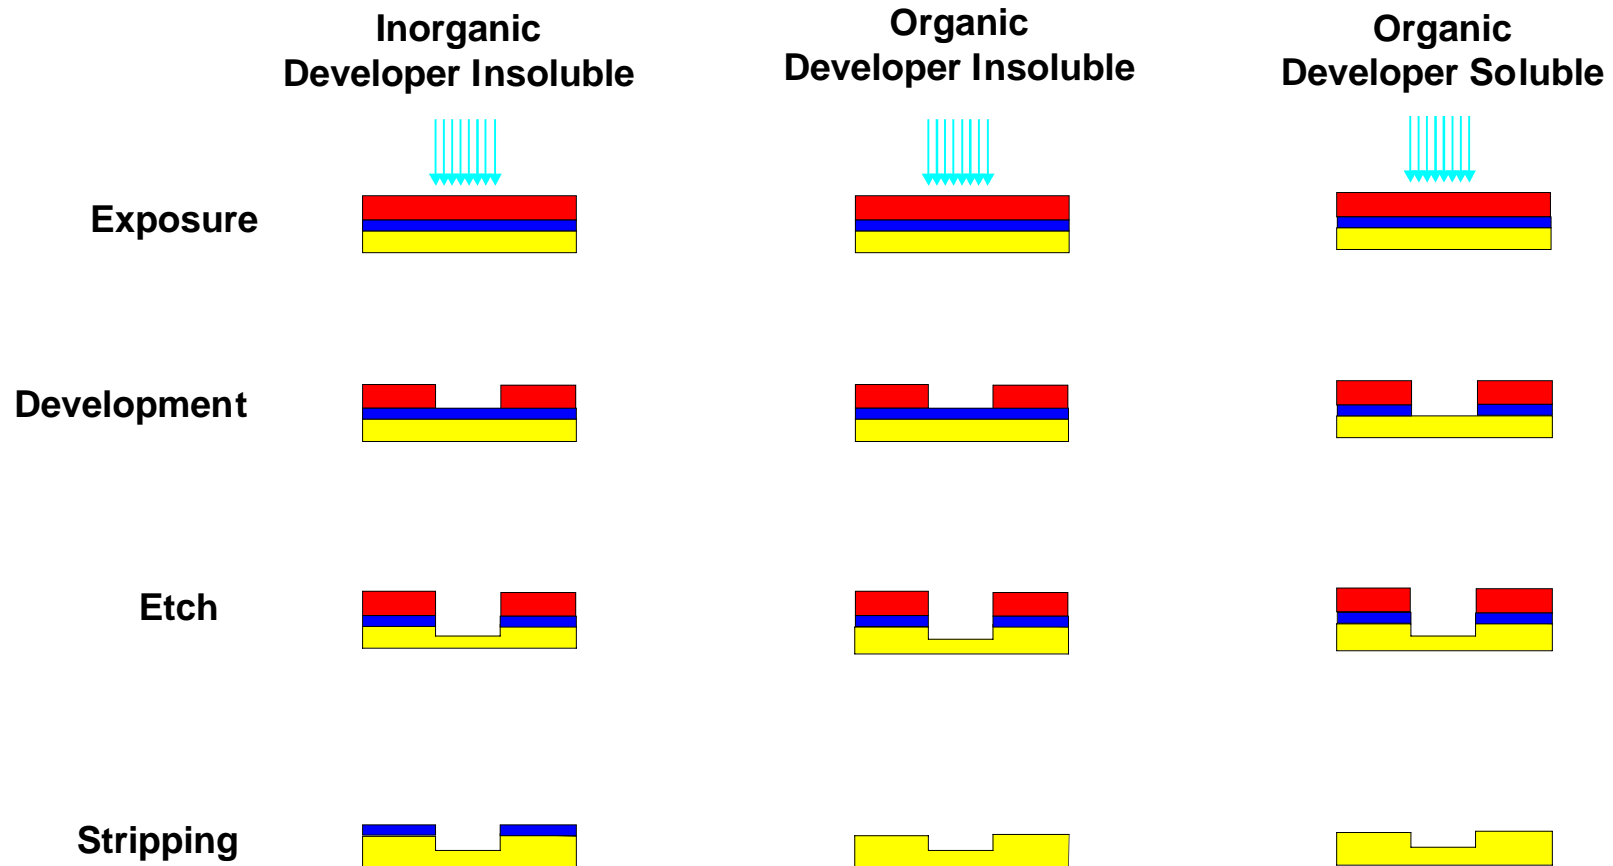 Inorganic
Developer Insoluble
Organic
Developer Insoluble
Organic
Developer Soluble
Exposure
Development
Etch
Stripping